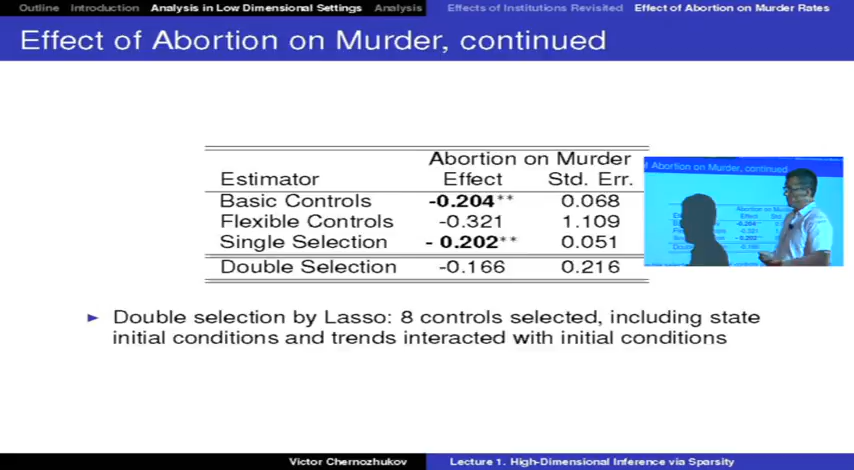 Outline Introduction Analysis in Low Dimensional Settings Analysis Effects of Institutions Revisited Effect of Abortion on Murder Rates
Effect of Abortion on Murder, continued
Abortion on Murder
Estimator Effect Std. Err.
Basic Controls -0.204** 0.068
Flexible Controls -0.321 1.109
Single Selection - 0.202** 0.051
Double Selection -0.166 0.216
► Double selection by Lasso: 8 controls selected, including state
initial conditions and trends interacted with initial conditions
Victor Chernozhukov Lecture 1. High-Dimensional Inference via Sparsity